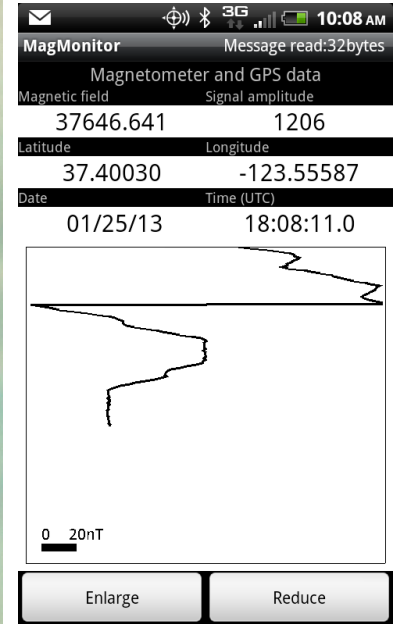 3G 10:08 AM
MagMonitor Message read:32bytes
Magnetometer and GPS data
Magnetic field Signal amplitude
37646.641 1206
Latitude Longitude
37.40030 -123.55587
Date Time (UTC)
01/25/13 18:08:11.0
0 20nT
Enlarge Reduce